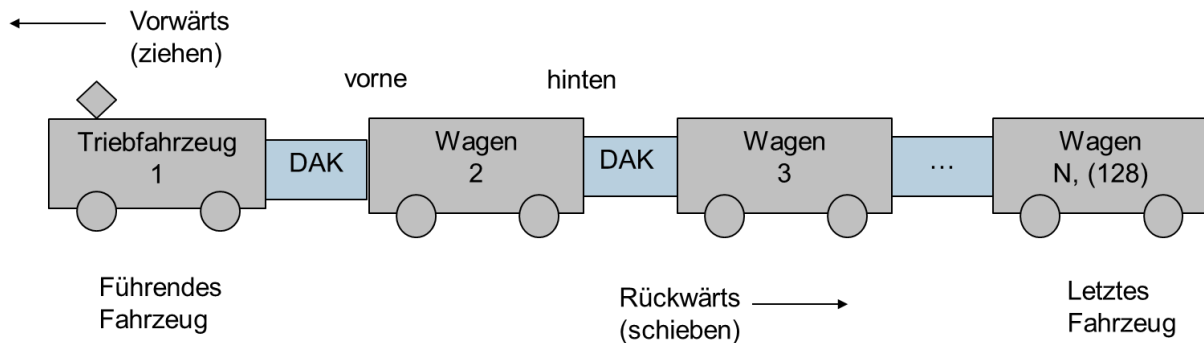 Vorwärts
(ziehen)
vorne
hinten
Triebfahrzeug
1
DAK
Wagen
2
DAK
Wagen
3
...
Wagen
N, (128)
Führendes
Fahrzeug
Rückwärts
(schieben)
Letztes
Fahrzeug